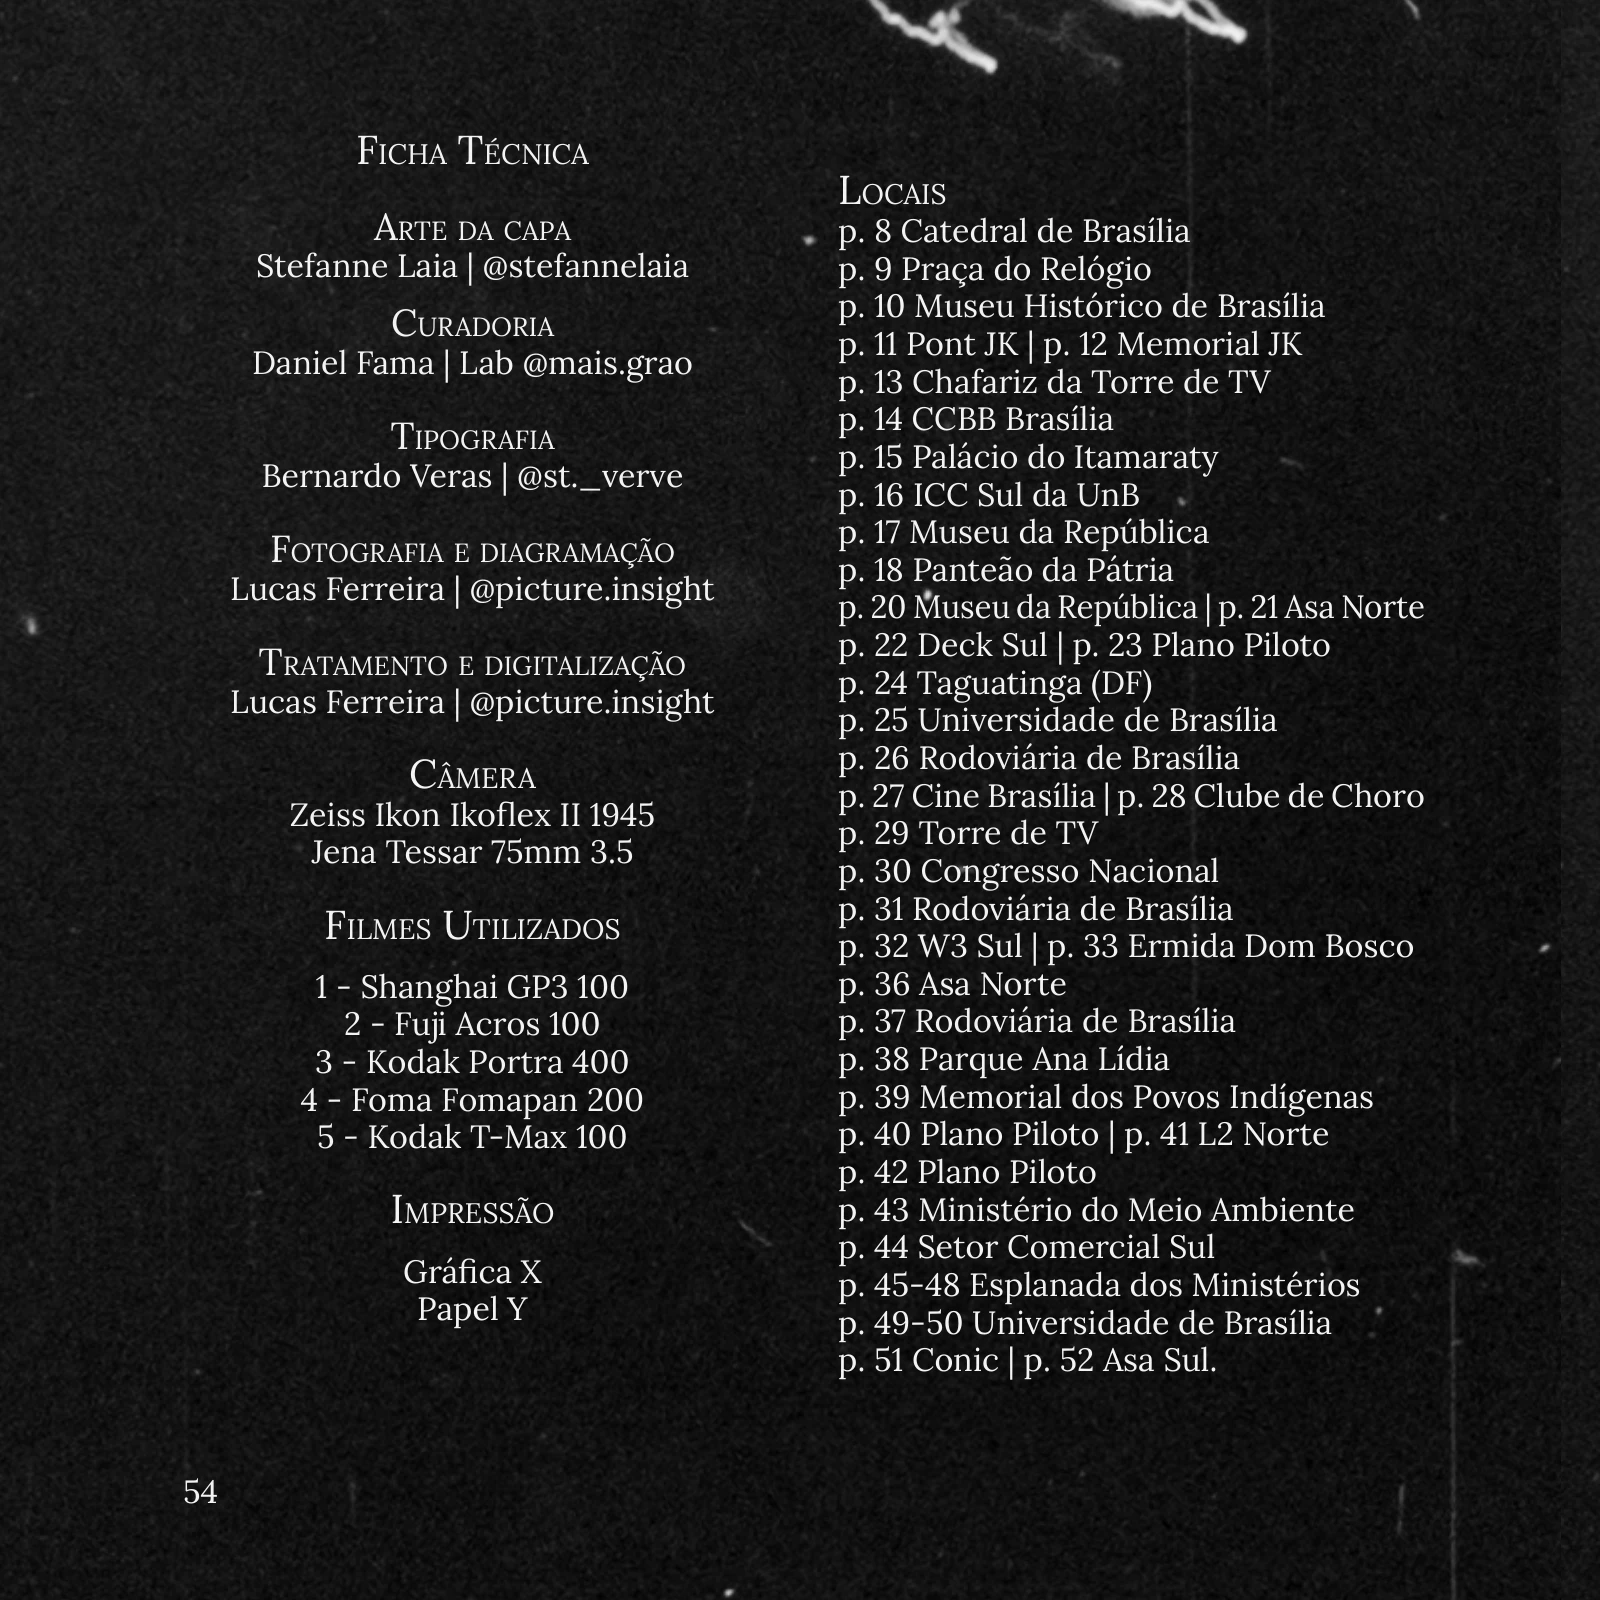 Ficha Técnica
Arte da capa
Stefanne Laia | @stefannelaia
Curadoria
Daniel Fama | Lab @mais.grao
Tipografia
Bernardo Veras | @st._verve
Fotografia e diagramação
Lucas Ferreira | @picture.insight
Tratamento e digitalização
Lucas Ferreira | @picture.insight
Câmera
Zeiss Ikon Ikoflex II 1945
Jena Tessar 75mm 3.5
Filmes Utilizados
1 - Shanghai GP3 100
2 - Fuji Acros 100
3 - Kodak Portra 400
4 - Foma Fomapan 200
5 - Kodak T-Max 100
Impressão
Gráfica X
Papel Y
Locais
p. 8 Catedral de Brasília
p. 9 Praça do Relógio
p. 10 Museu Histórico de Brasília
p. 11 Pont JK | p. 12 Memorial JK
p. 13 Chafariz da Torre de TV
p. 14 CCBB Brasília
p. 15 Palácio do Itamaraty
p. 16 ICC Sul da UnB
p. 17 Museu da República
p. 18 Panteão da Pátria
p. 20 Museu da República | p. 21 Asa Norte
p. 22 Deck Sul | p. 23 Plano Piloto
p. 24 Taguatinga (DF)
p. 25 Universidade de Brasília
p. 26 Rodoviária de Brasília
p. 27 Cine Brasília | p. 28 Clube de Choro
p. 29 Torre de TV
p. 30 Congresso Nacional
p. 31 Rodoviária de Brasília
p. 32 W3 Sul | p. 33 Ermida Dom Bosco
p. 36 Asa Norte
p. 37 Rodoviária de Brasília
p. 38 Parque Ana Lídia
p. 39 Memorial dos Povos Indígenas
p. 40 Plano Piloto | p. 41 L2 Norte
p. 42 Plano Piloto
p. 43 Ministério do Meio Ambiente
p. 44 Setor Comercial Sul
p. 45-48 Esplanada dos Ministérios
p. 49-50 Universidade de Brasília
p. 51 Conic | p. 52 Asa Sul.
54